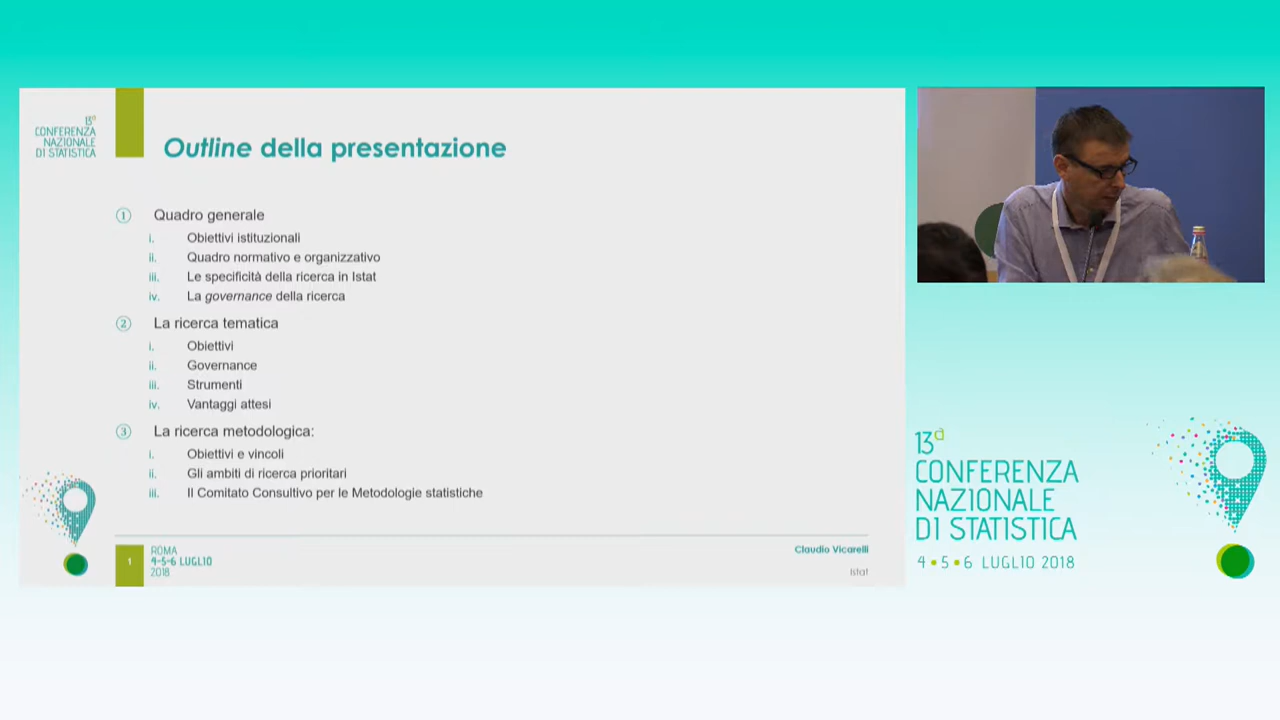 13ª
CONFERENZA
NAZIONALE
DI STATISTICA
Outline della presentazione
1 Quadro generale
i. Obiettivi istituzionali
ii. Quadro normativo e organizzativo
iii. Le specificità della ricerca in Istat
iv. La governance della ricerca
2 La ricerca tematica
i. Obiettivi
ii. Governance
iii. Strumenti
iv. Vantaggi attesi
3 La ricerca metodologica:
i. Obiettivi e vincoli
ii. Gli ambiti di ricerca prioritari
iii. Il Comitato Consultivo per le Metodologie statistiche
1
ROMA
4-5-6 LUGLIO
2018
Claudio Vicarelli
Istat
13ª
CONFERENZA
NAZIONALE
DI STATISTICA
4•5•6 LUGLIO 2018